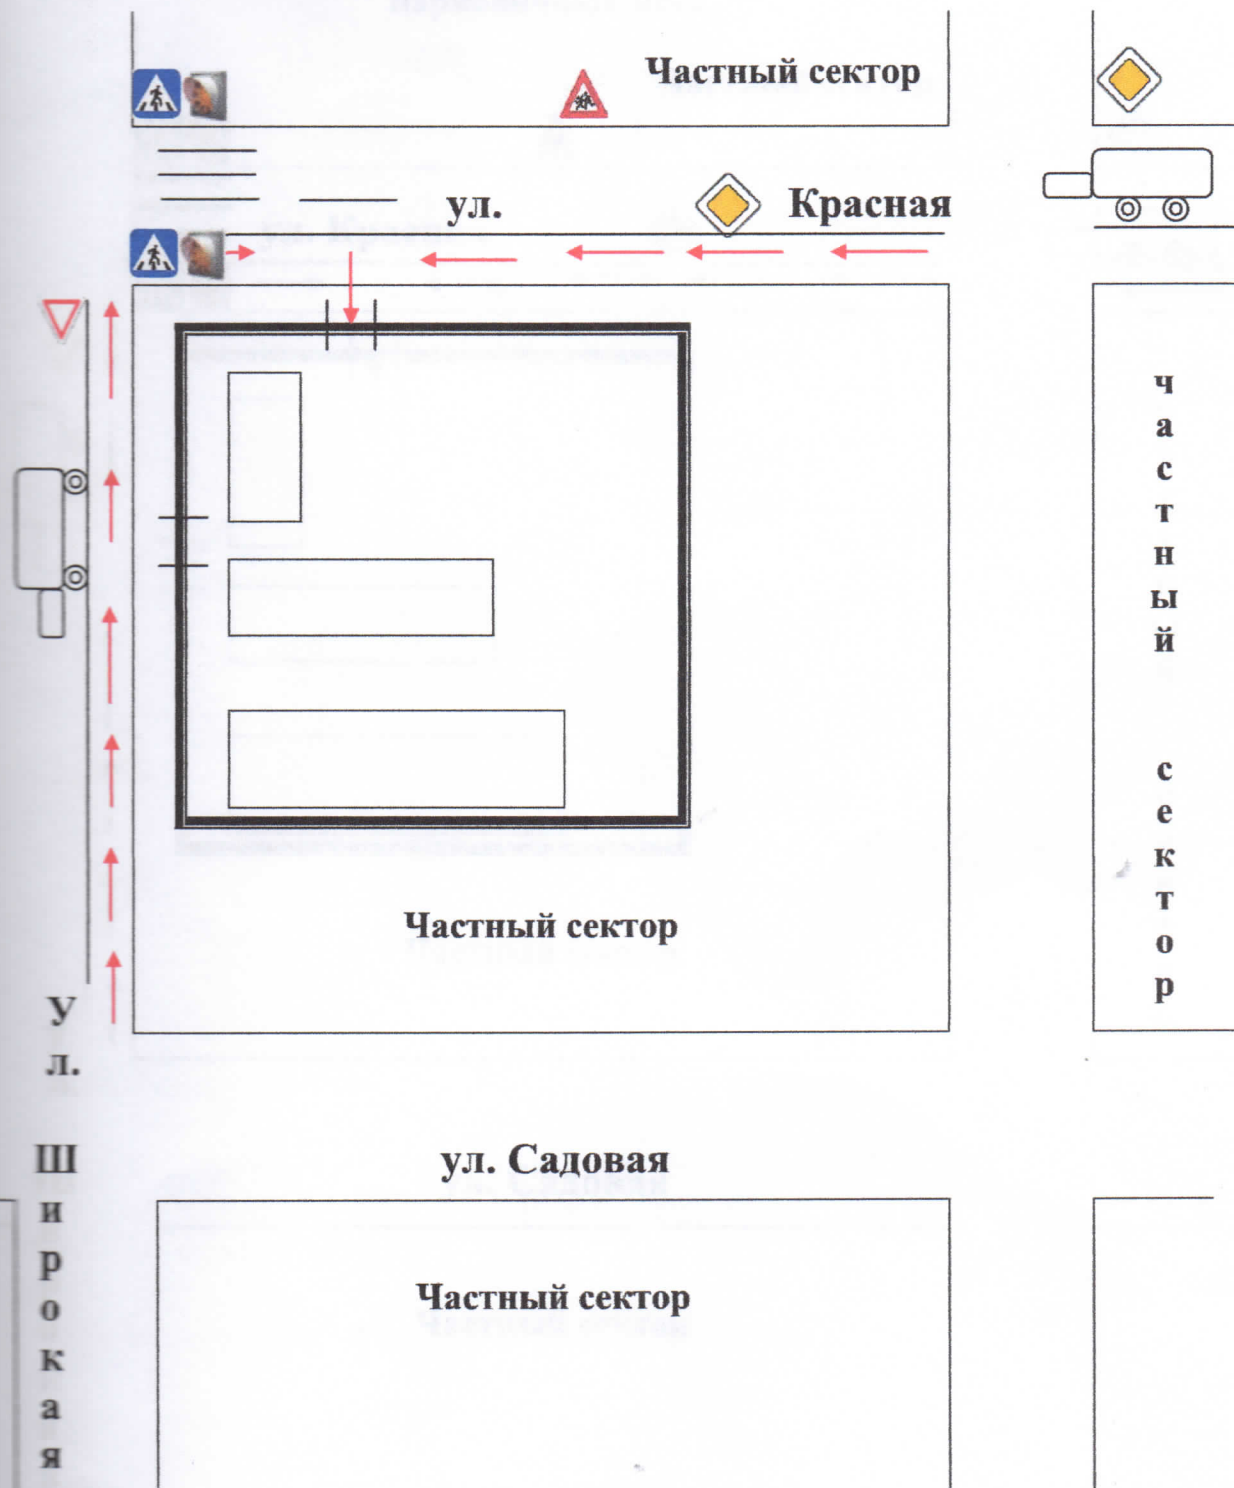 Частный сектор
ул. Красная
частный сектор
Частный сектор
Ул. Широкая
ул. Садовая
Частный сектор